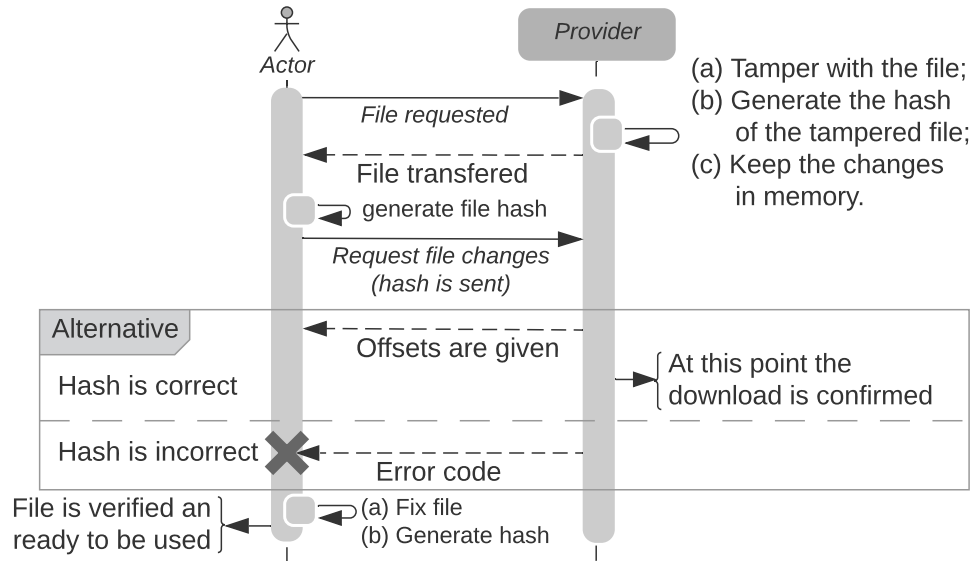 Actor
Provider
(a) Tamper with the file;
(b) Generate the hash
of the tampered file;
(c) Keep the changes
in memory.
File requested
File transfered
generate file hash
Request file changes
(hash is sent)
Alternative
Offsets are given
Hash is correct
At this point the
download is confirmed
Hash is incorrect
Error code
File is verified an
ready to be used
(a) Fix file
(b) Generate hash